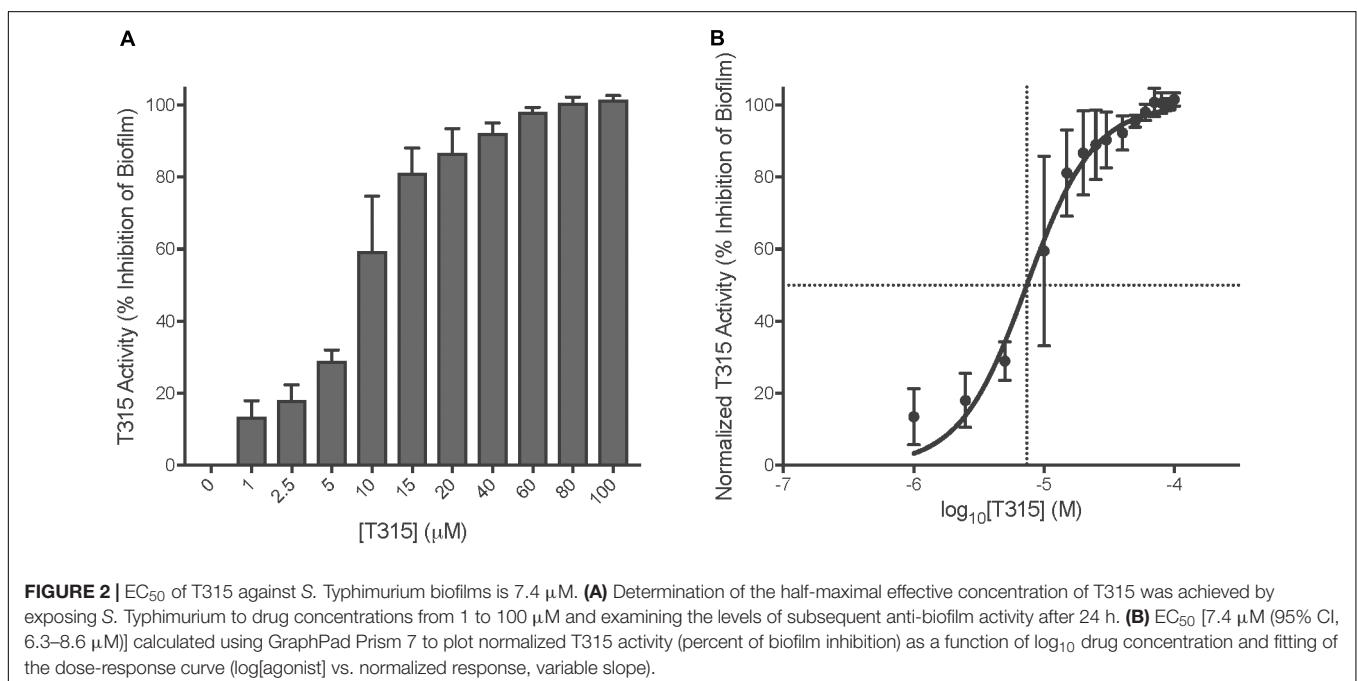 A
T315 Activity (% Inhibition of Biofilm)
100
80
60
40
20
0
0
1
2.5
5
10
15
20
40
60
80
100
[T315] (μM)
B
Normalized T315 Activity (% Inhibition of Biofilm)
100
80
60
40
20
0
-7
-6
-5
-4
log10[T315] (M)
FIGURE 2 | EC50 of T315 against S. Typhimurium biofilms is 7.4 μM. (A) Determination of the half-maximal effective concentration of T315 was achieved by
exposing S. Typhimurium to drug concentrations from 1 to 100 μM and examining the levels of subsequent anti-biofilm activity after 24 h. (B) EC50 [7.4 μM (95% CI,
6.3–8.6 μM)] calculated using GraphPad Prism 7 to plot normalized T315 activity (percent of biofilm inhibition) as a function of log10 drug concentration and fitting of
the dose-response curve (log[agonist] vs. normalized response, variable slope).